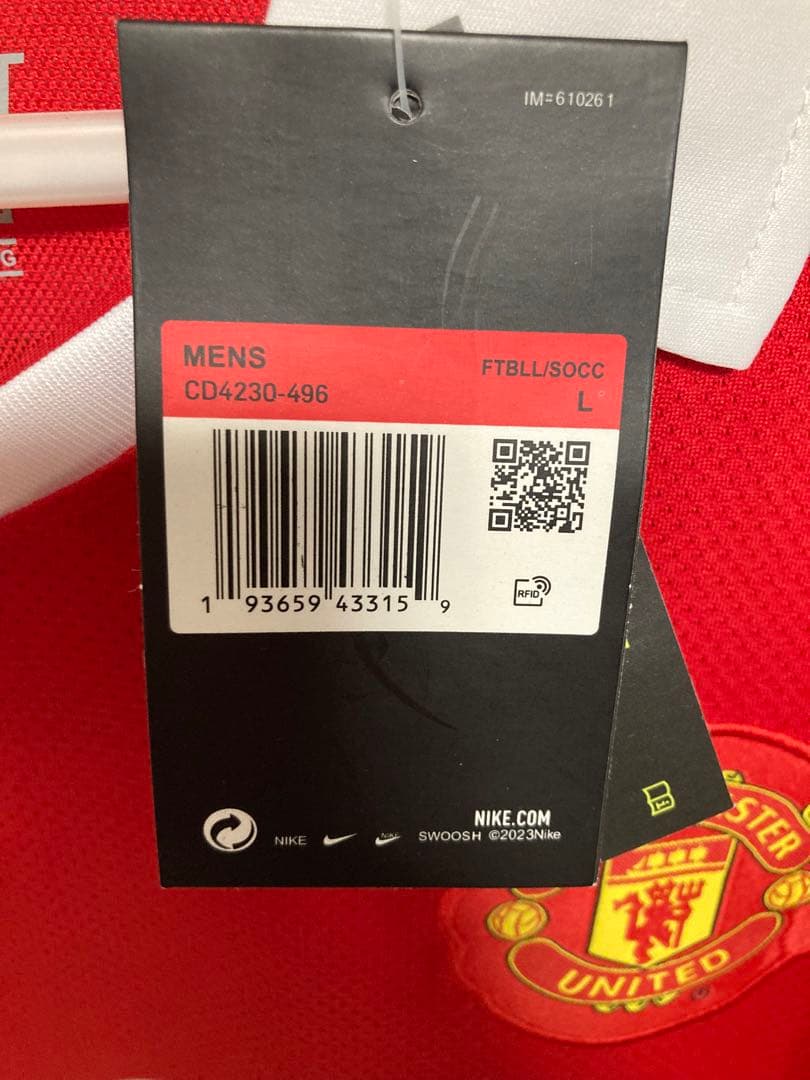 IM=610261
MENS
CD4230-496
FTBLL/SOCC
L
1 93659 43315 9
RFID
NIKE.COM
NIKE
NIKE
SWOOSH ©2023Nike
STER
UNITED